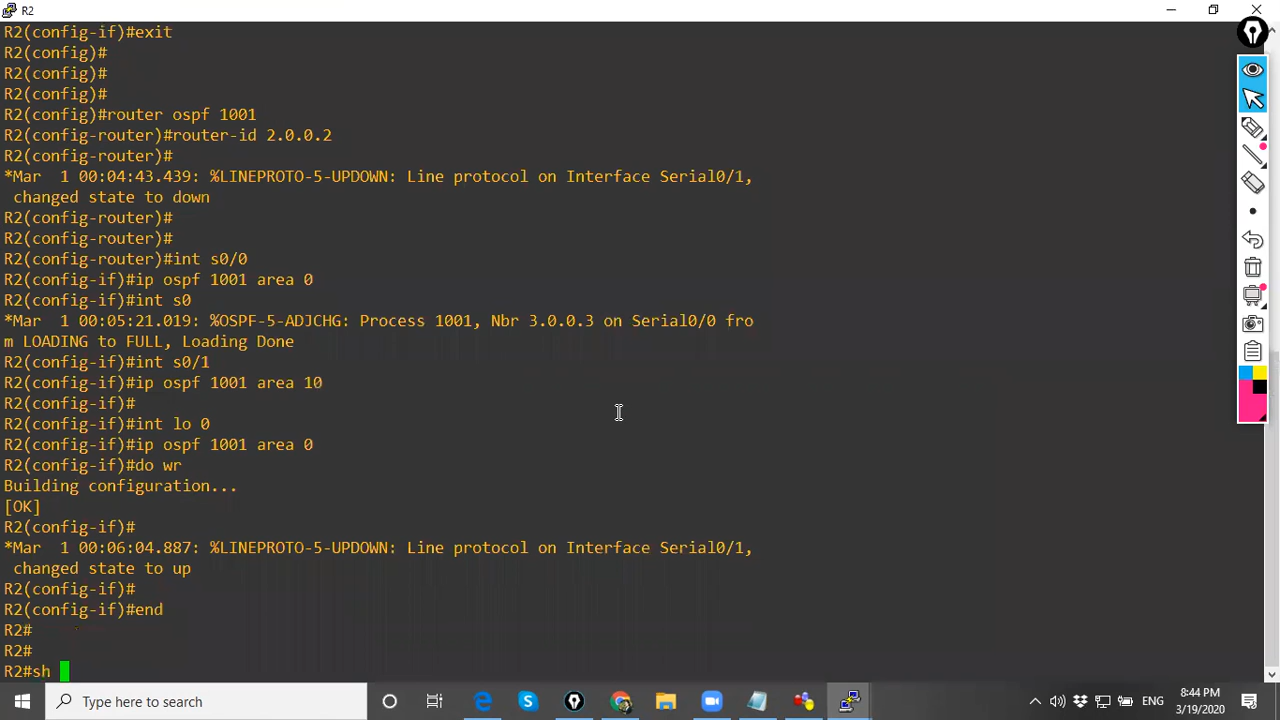 R2
R2(config-if)#exit
R2(config)#
R2(config)#
R2(config)#
R2(config)#router ospf 1001
R2(config-router)#router-id 2.0.0.2
R2(config-router)#
*Mar  1 00:04:43.439: %LINEPROTO-5-UPDOWN: Line protocol on Interface Serial0/1,
 changed state to down
R2(config-router)#
R2(config-router)#
R2(config-router)#int s0/0
R2(config-if)#ip ospf 1001 area 0
R2(config-if)#int s0
*Mar  1 00:05:21.019: %OSPF-5-ADJCHG: Process 1001, Nbr 3.0.0.3 on Serial0/0 fro
m LOADING to FULL, Loading Done
R2(config-if)#int s0/1
R2(config-if)#ip ospf 1001 area 10
R2(config-if)#
R2(config-if)#int lo 0
R2(config-if)#ip ospf 1001 area 0
R2(config-if)#do wr
Building configuration...
[OK]
R2(config-if)#
*Mar  1 00:06:04.887: %LINEPROTO-5-UPDOWN: Line protocol on Interface Serial0/1,
 changed state to up
R2(config-if)#
R2(config-if)#end
R2#
R2#
R2#sh
Type here to search
ENG
8:44 PM
3/19/2020